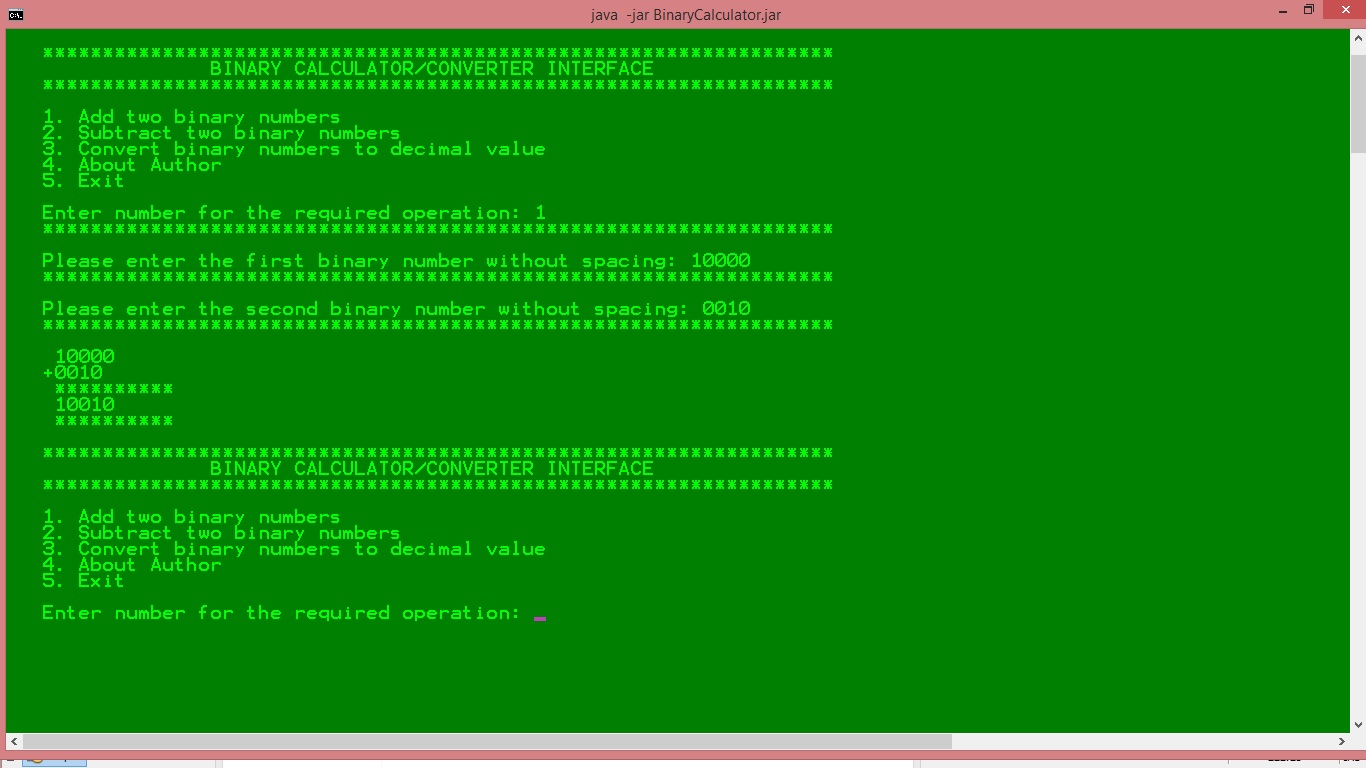 java -jar BinaryCalculator.jar
******************************************************************
BINARY CALCULATOR/CONVERTER INTERFACE
******************************************************************
1. Add two binary numbers
2. Subtract two binary numbers
3. Convert binary numbers to decimal value
4. About Author
5. Exit
Enter number for the required operation: 1
******************************************************************
Please enter the first binary number without spacing: 10000
******************************************************************
Please enter the second binary number without spacing: 0010
******************************************************************
10000
+0010
**********
10010
**********
******************************************************************
BINARY CALCULATOR/CONVERTER INTERFACE
******************************************************************
1. Add two binary numbers
2. Subtract two binary numbers
3. Convert binary numbers to decimal value
4. About Author
5. Exit
Enter number for the required operation: